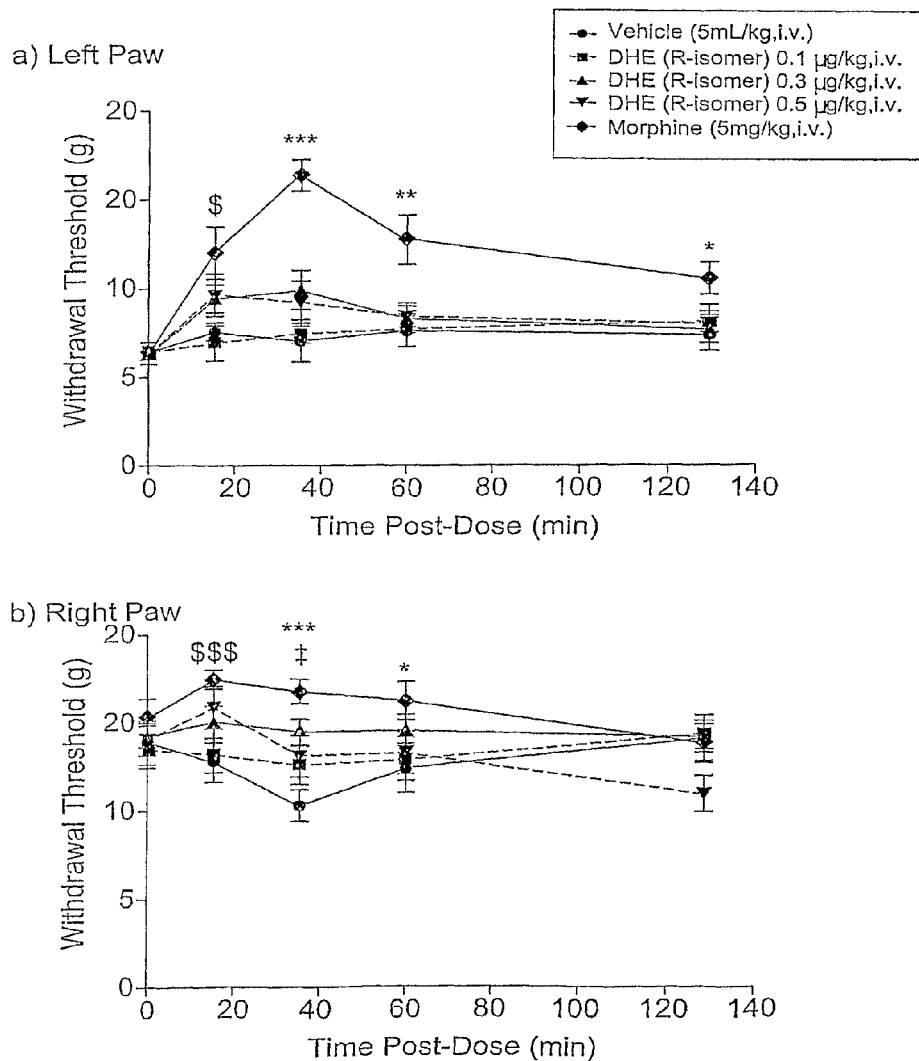 Vehicle (5mL/kg,i.v.)
DHE (R-isomer) 0.1 µg/kg,i.v.
DHE (R-isomer) 0.3 µg/kg,i.v.
DHE (R-isomer) 0.5 µg/kg,i.v.
Morphine (5mg/kg,i.v.)
a) Left Paw
Withdrawal Threshold (g)
20
20
10
5
0
$
***
**
*
0 20 40 60 80 100 120 140
Time Post-Dose (min)
b) Right Paw
Withdrawal Threshold (g)
20
20
10
5
0
$$$
***
‡
*
0 20 40 60 80 100 120 140
Time Post-Dose (min)